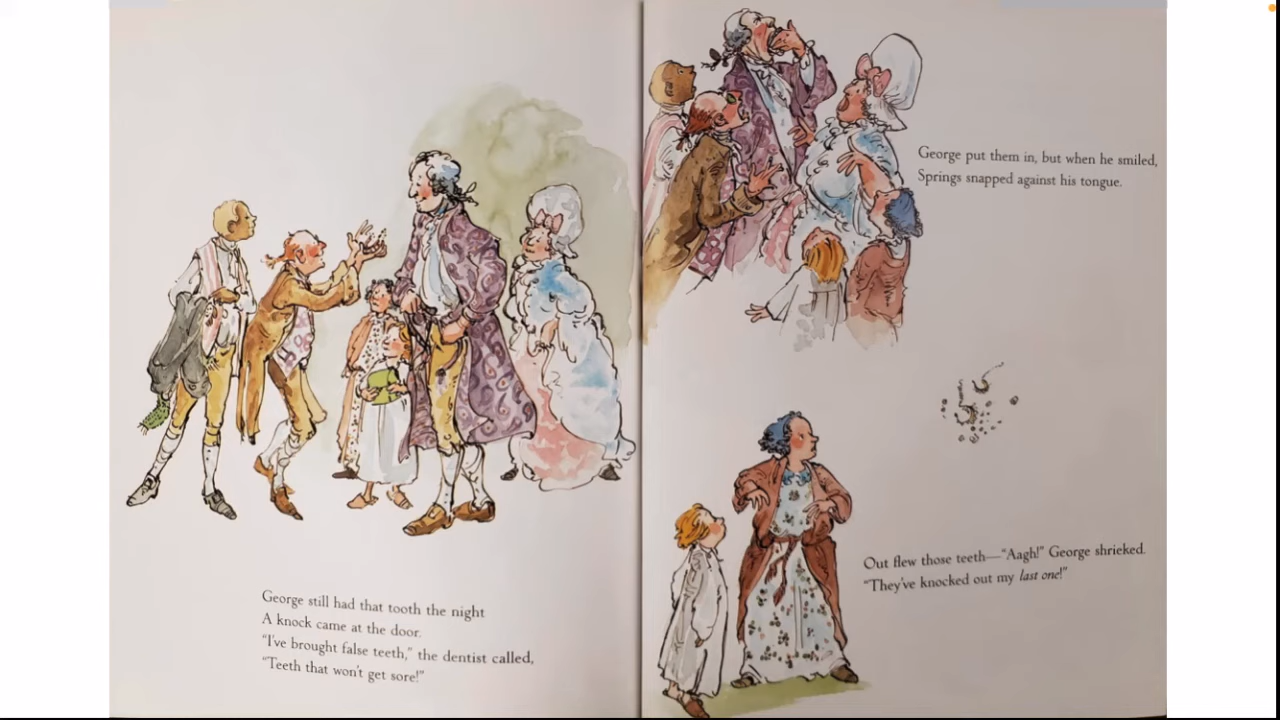 George still had that tooth the night
A knock came at the door.
"I've brought false teeth," the dentist called,
"Teeth that won't get sore!"
George put them in, but when he smiled,
Springs snapped against his tongue.
Out flew those teeth—"Aagh!" George shrieked.
"They've knocked out my last one!"